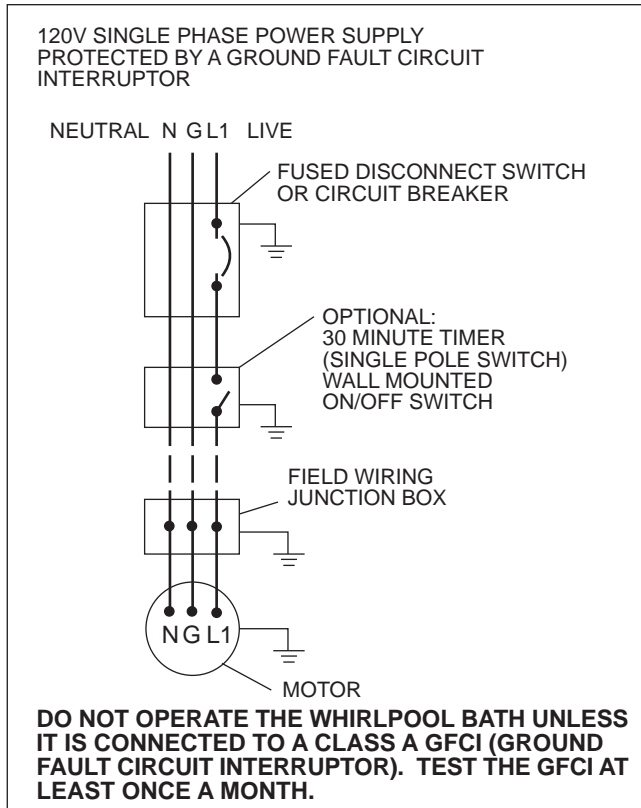 120V SINGLE PHASE POWER SUPPLY
PROTECTED BY A GROUND FAULT CIRCUIT
INTERRUPTOR
NEUTRAL N G L1 LIVE
FUSED DISCONNECT SWITCH
OR CIRCUIT BREAKER
OPTIONAL:
30 MINUTE TIMER
(SINGLE POLE SWITCH)
WALL MOUNTED
ON/OFF SWITCH
FIELD WIRING
JUNCTION BOX
N G L1
MOTOR
DO NOT OPERATE THE WHIRLPOOL BATH UNLESS
IT IS CONNECTED TO A CLASS A GFCI (GROUND
FAULT CIRCUIT INTERRUPTOR). TEST THE GFCI AT
LEAST ONCE A MONTH.